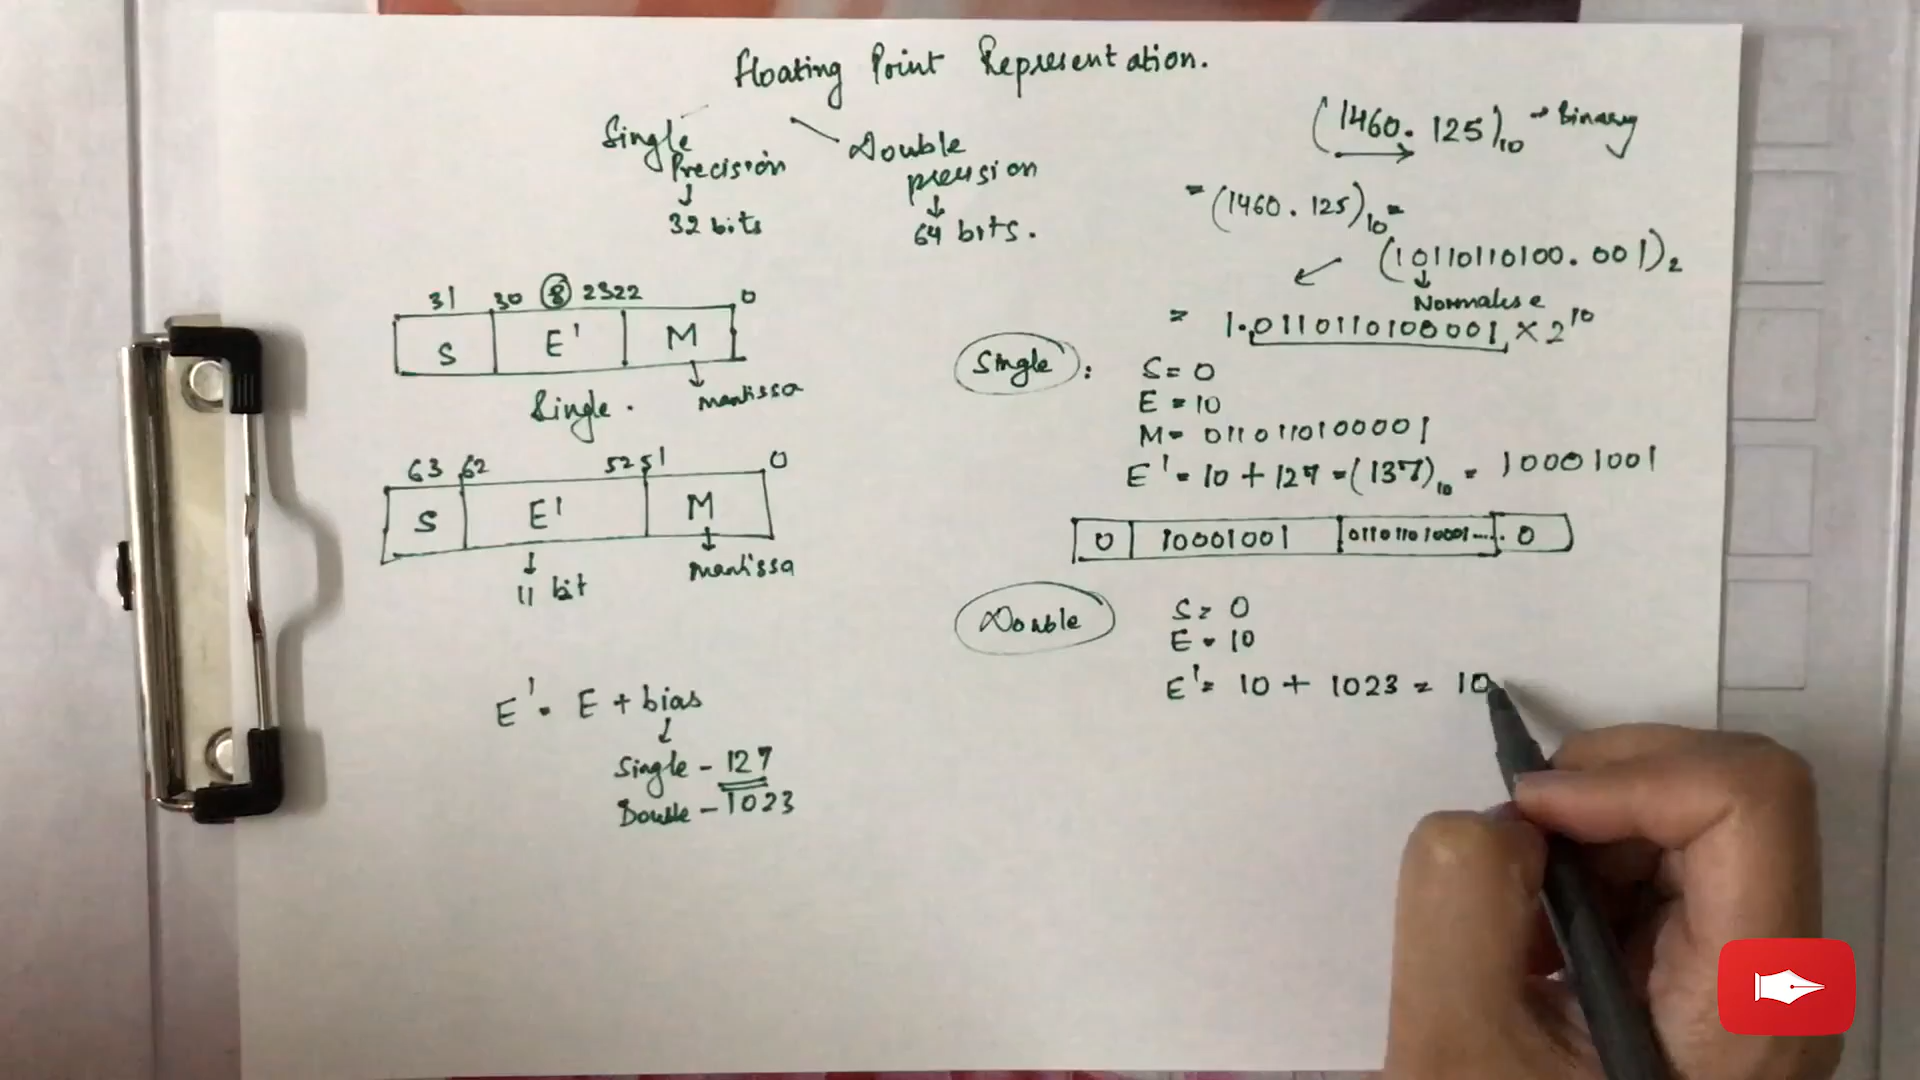 Floating Point Representation.
Single Precision
↓
32 bits
Double precision
↓
64 bits.
31 30 8 23 22 0
S E' M
↓
mantissa
Single.
63 62 52 51 0
S E' M
↓ ↓
11 bit mantissa
E' = E + bias
↓
Single - 127
Double - 1023
(1460.125)10 → Binary
= (1460.125)10 =
(10110110100.001)2
↓
Normalise
= 1.0110110100001 × 2^10
Single :
S = 0
E = 10
M = 0110110100001
E' = 10 + 127 = (137)10 = 10001001
0 10001001 011011010001.... 0
Double
S = 0
E = 10
E' = 10 + 1023 = 10